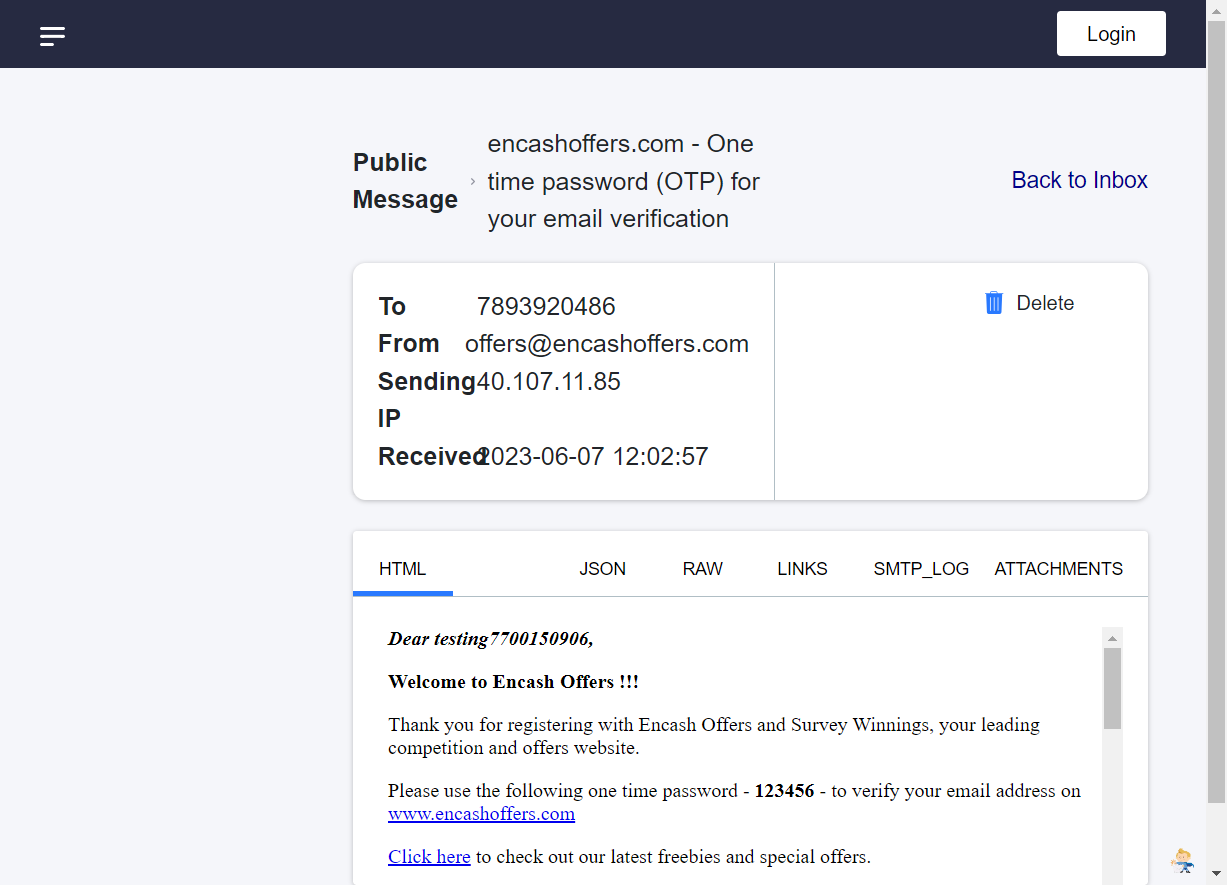 Login
Public
Message
encashoffers.com - One
time password (OTP) for
your email verification
Back to Inbox
To 7893920486
From offers@encashoffers.com
Sending 40.107.11.85
IP
Received 2023-06-07 12:02:57
Delete
HTML JSON RAW LINKS SMTP_LOG ATTACHMENTS
Dear testing7700150906,
Welcome to Encash Offers !!!
Thank you for registering with Encash Offers and Survey Winnings, your leading
competition and offers website.
Please use the following one time password - 123456 - to verify your email address on
www.encashoffers.com
Click here to check out our latest freebies and special offers.